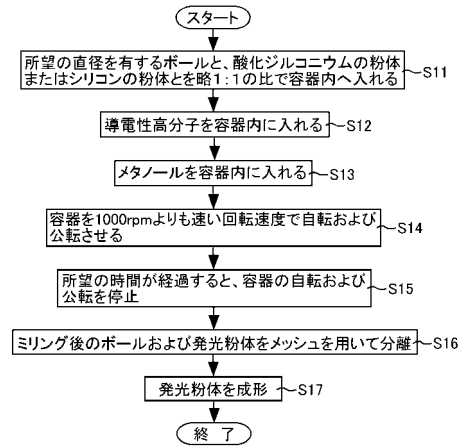 スタート
所望の直径を有するボールと、酸化ジルコニウムの粉体
またはシリコンの粉体とを略1:1の比で容器内へ入れる
S11
導電性高分子を容器内に入れる
S12
メタノールを容器内に入れる
S13
容器を1000rpmよりも速い回転速度で自転および
公転させる
S14
所望の時間が経過すると、容器の自転および
公転を停止
S15
ミリング後のボールおよび発光粉体をメッシュを用いて分離
S16
発光粉体を成形
S17
終 了